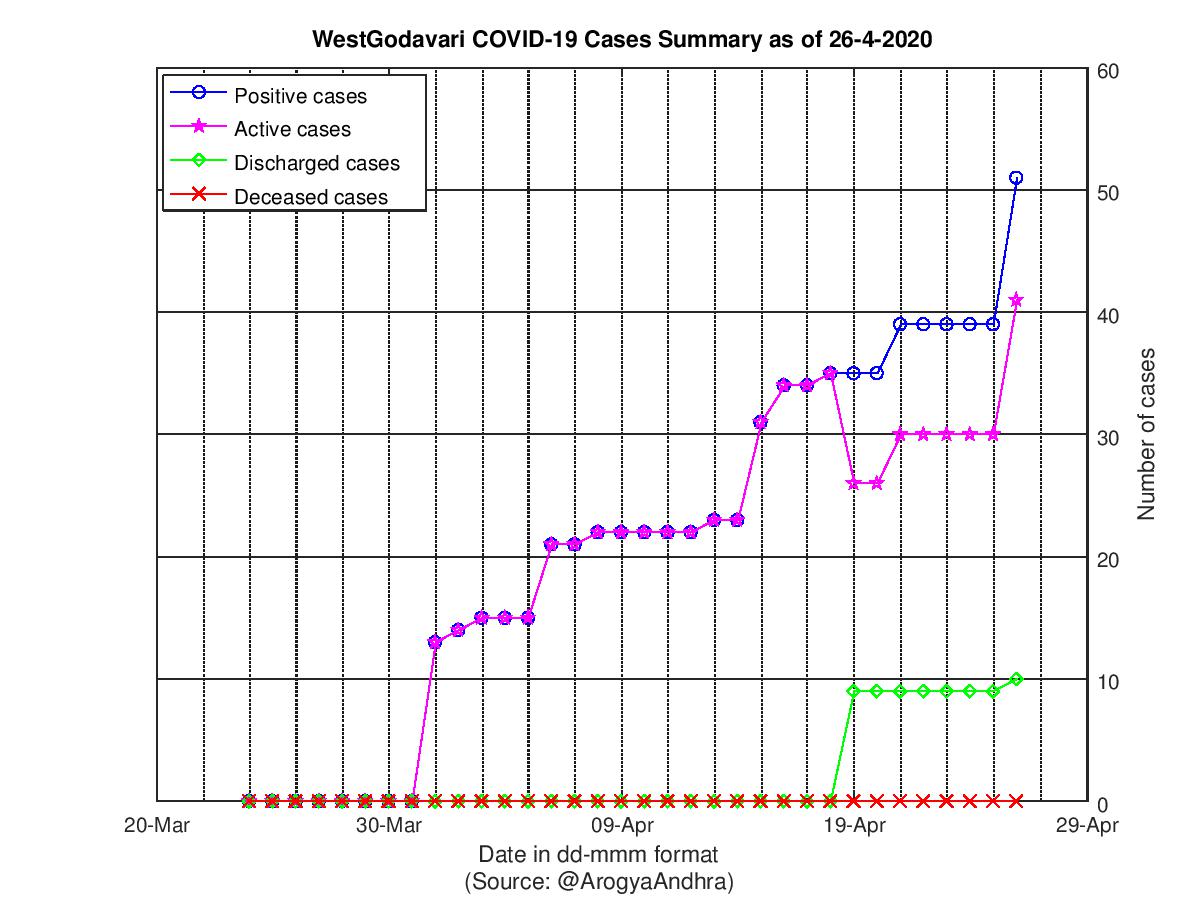 WestGodavari COVID-19 Cases Summary as of 26-4-2020
Positive cases
Active cases
Discharged cases
Deceased cases
60
50
40
30
20
10
0
Number of cases
20-Mar
30-Mar
09-Apr
19-Apr
29-Apr
Date in dd-mmm format
(Source: @ArogyaAndhra)